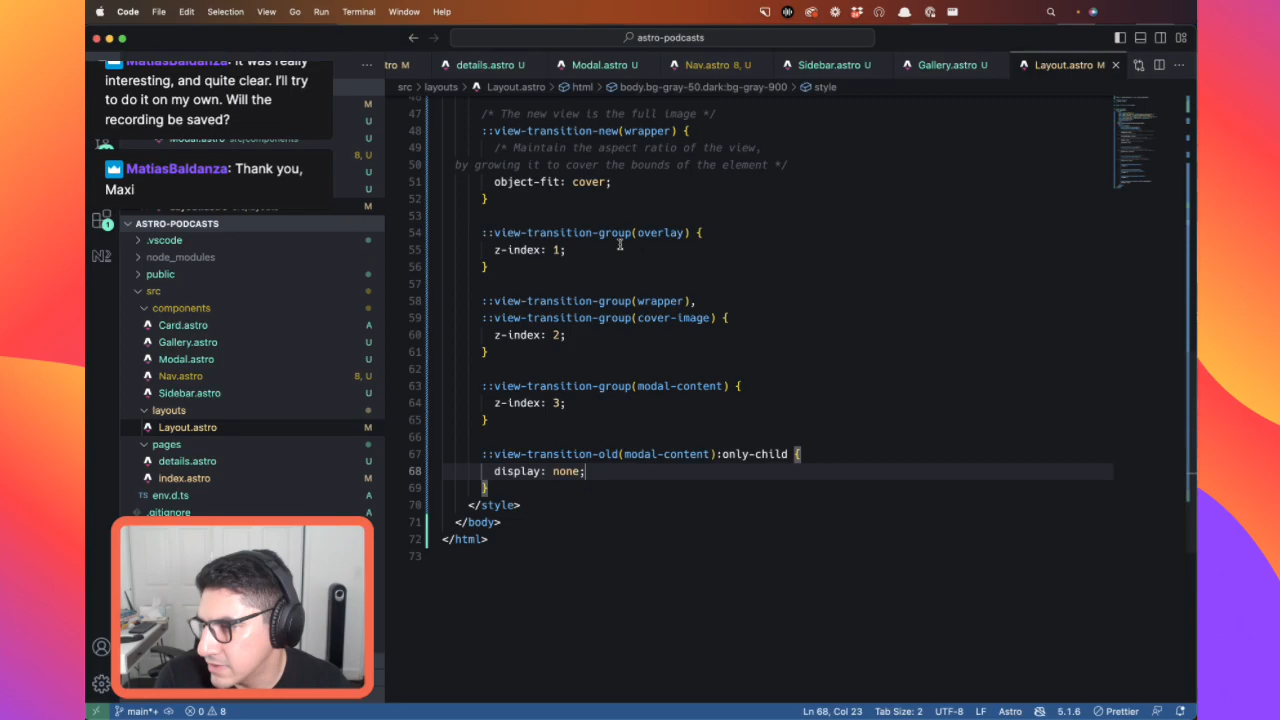 Code File Edit Selection View Go Run Terminal Window Help
astro-podcasts
MatiasBaldanza: It was really
interesting, and quite clear. I'll try
to do it on my own. Will the
recording be saved?
MatiasBaldanza: Thank you,
Maxi
tro M
details.astro U
Modal.astro U
Nav.astro 8, U
Sidebar.astro U
Gallery.astro U
Layout.astro M
src > layouts > Layout.astro > html > body.bg-gray-50.dark:bg-gray-900 > style
M
U
Modal.astro src/components U
8, U
U
U
M
ASTRO-PODCASTS
.vscode
node_modules
public
src
components
Card.astro A
Gallery.astro U
Modal.astro U
Nav.astro 8, U
Sidebar.astro U
layouts
Layout.astro M
pages
details.astro U
index.astro M
env.d.ts
.gitignore
46
47 /* The new view is the full image */
48 ::view-transition-new(wrapper) {
49 /* Maintain the aspect ratio of the view,
50 by growing it to cover the bounds of the element */
51 object-fit: cover;
52 }
53
54 ::view-transition-group(overlay) {
55 z-index: 1;
56 }
57
58 ::view-transition-group(wrapper),
59 ::view-transition-group(cover-image) {
60 z-index: 2;
61 }
62
63 ::view-transition-group(modal-content) {
64 z-index: 3;
65 }
66
67 ::view-transition-old(modal-content):only-child {
68 display: none;
69 }
70 </style>
71 </body>
72 </html>
73
main*+ 0 8
Ln 68, Col 23 Tab Size: 2 UTF-8 LF Astro 5.1.6 Prettier